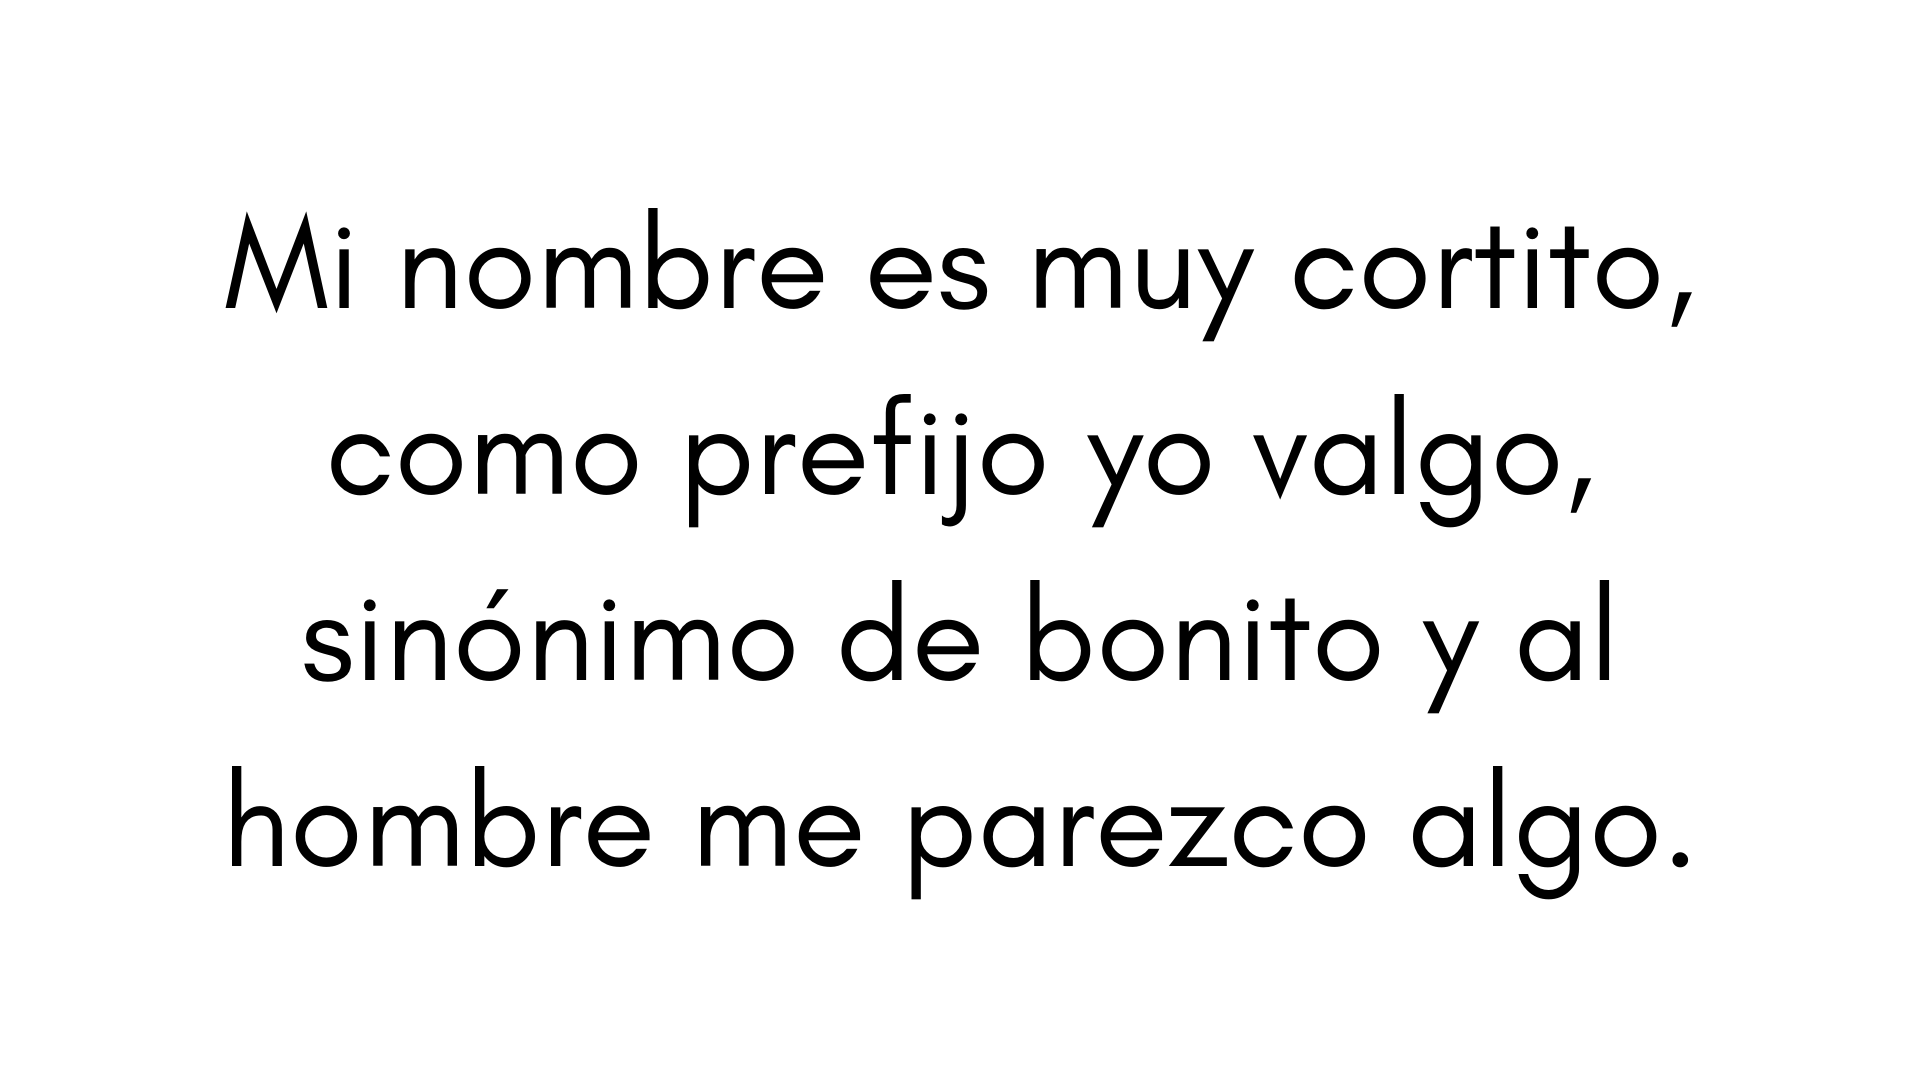 Mi nombre es muy cortito,
como prefijo yo valgo,
sinónimo de bonito y al
hombre me parezco algo.